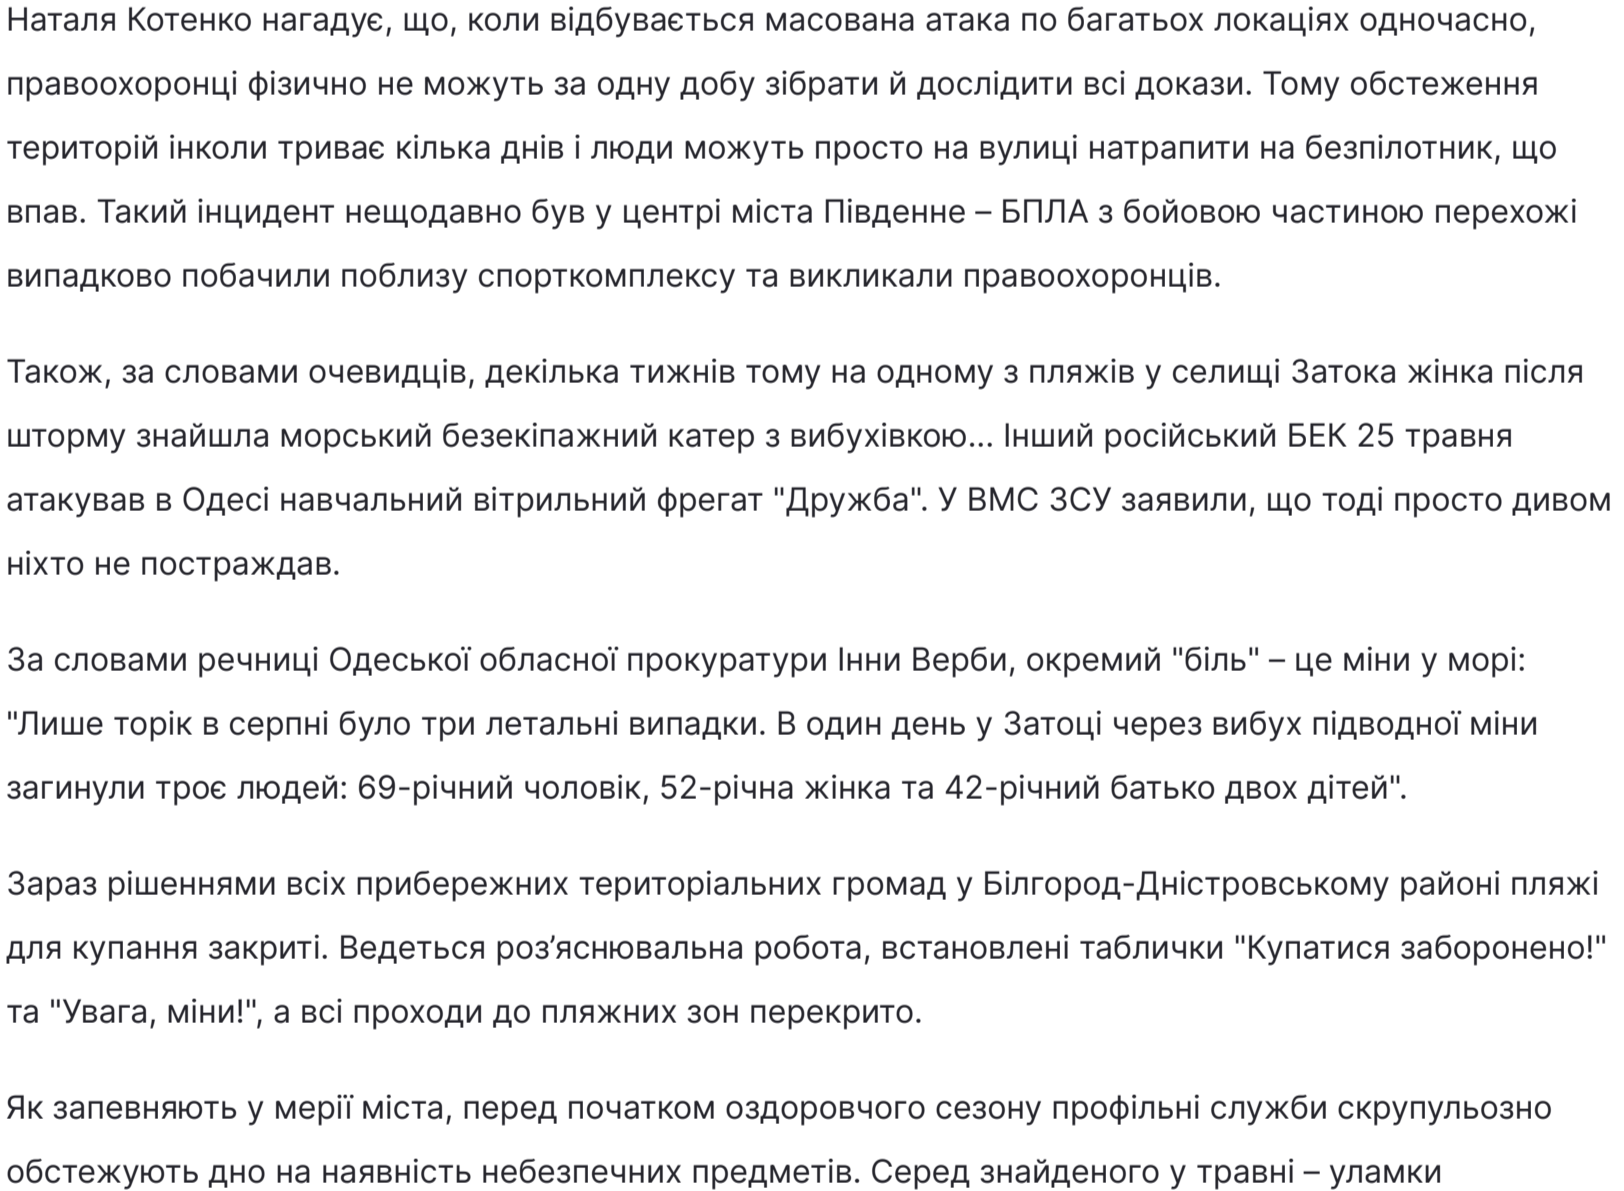 Наталя Котенко нагадує, що, коли відбувається масована атака по багатьох локаціях одночасно,
правоохоронці фізично не можуть за одну добу зібрати й дослідити всі докази. Тому обстеження
територій інколи триває кілька днів і люди можуть просто на вулиці натрапити на безпілотник, що
впав. Такий інцидент нещодавно був у центрі міста Південне – БПЛА з бойовою частиною перехожі
випадково побачили поблизу спорткомплексу та викликали правоохоронців.
Також, за словами очевидців, декілька тижнів тому на одному з пляжів у селищі Затока жінка після
шторму знайшла морський безекіпажний катер з вибухівкою... Інший російський БЕК 25 травня
атакував в Одесі навчальний вітрильний фрегат "Дружба". У ВМС ЗСУ заявили, що тоді просто дивом
ніхто не постраждав.
За словами речниці Одеської обласної прокуратури Інни Верби, окремий "біль" – це міни у морі:
"Лише торік в серпні було три летальні випадки. В один день у Затоці через вибух підводної міни
загинули троє людей: 69-річний чоловік, 52-річна жінка та 42-річний батько двох дітей".
Зараз рішеннями всіх прибережних територіальних громад у Білгород-Дністровському районі пляжі
для купання закриті. Ведеться роз’яснювальна робота, встановлені таблички "Купатися заборонено!"
та "Увага, міни!", а всі проходи до пляжних зон перекрито.
Як запевняють у мерії міста, перед початком оздоровчого сезону профільні служби скрупульозно
обстежують дно на наявність небезпечних предметів. Серед знайденого у травні – уламки